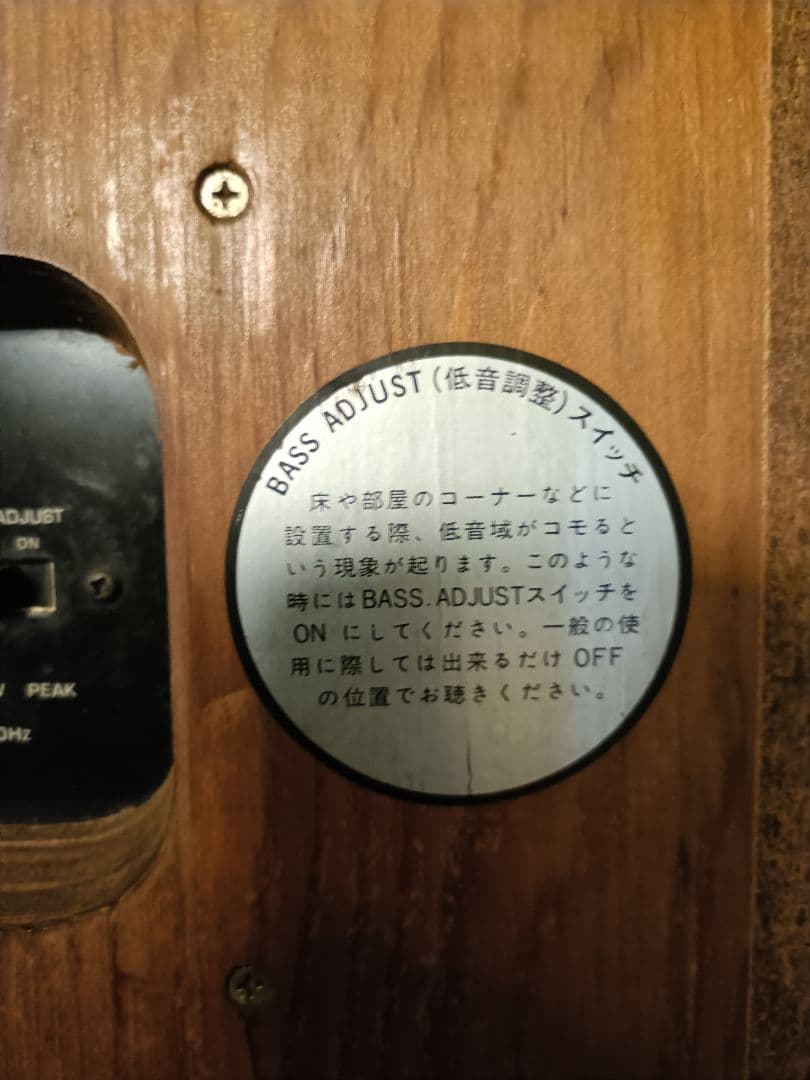 BASS ADJUST (低音調整) スイッチ
床や部屋のコーナーなどに
設置する際、低音域がコモると
いう現象が起ります。このような
時にはBASS.ADJUSTスイッチを
ON にしてください。一般の使
用に際しては出来るだけ OFF
の位置でお聴きください。
ADJUST
ON
PEAK
0Hz